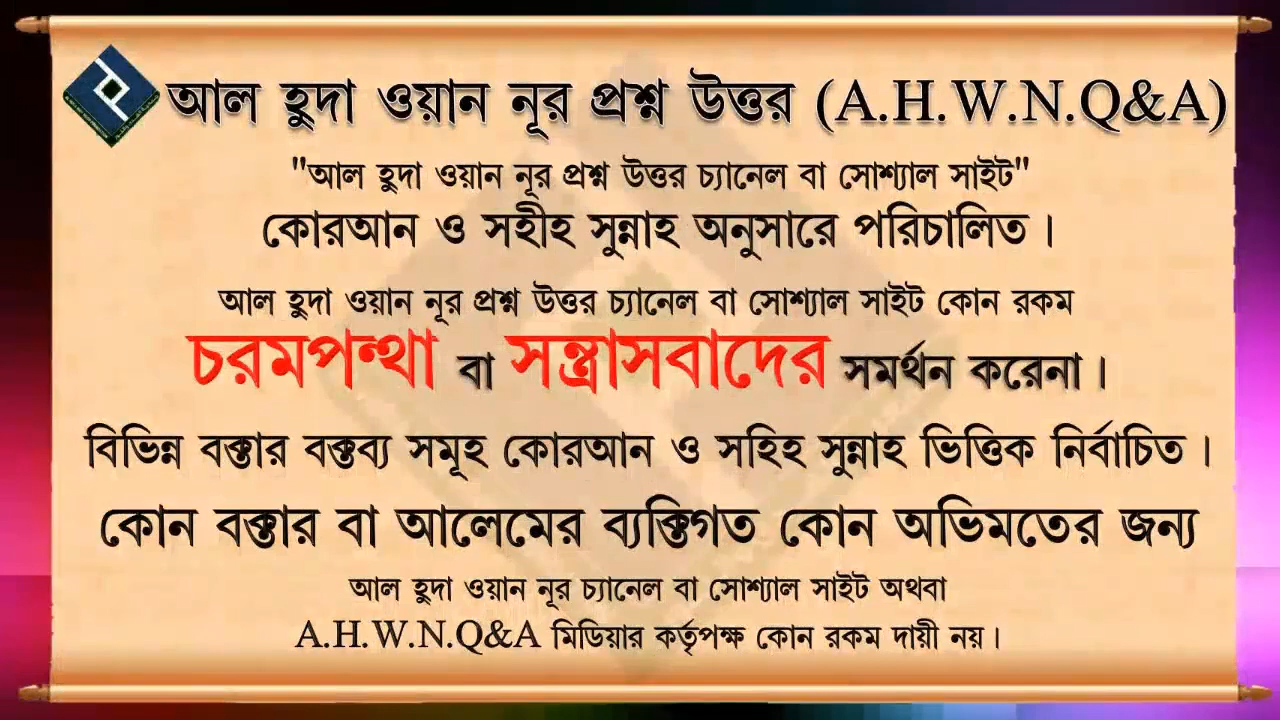 আল হুদা ওয়ান নূর প্রশ্ন উত্তর (A.H.W.N.Q&A)
"আল হুদা ওয়ান নূর প্রশ্ন উত্তর চ্যানেল বা সোশ্যাল সাইট"
কোরআন ও সহীহ সুন্নাহ অনুসারে পরিচালিত।
আল হুদা ওয়ান নূর প্রশ্ন উত্তর চ্যানেল বা সোশ্যাল সাইট কোন রকম
চরমপন্থা বা সন্ত্রাসবাদের সমর্থন করেনা।
বিভিন্ন বক্তার বক্তব্য সমূহ কোরআন ও সহিহ সুন্নাহ ভিত্তিক নির্বাচিত।
কোন বক্তার বা আলেমের ব্যক্তিগত কোন অভিমতের জন্য
আল হুদা ওয়ান নূর চ্যানেল বা সোশ্যাল সাইট অথবা
A.H.W.N.Q&A মিডিয়ার কর্তৃপক্ষ কোন রকম দায়ী নয়।